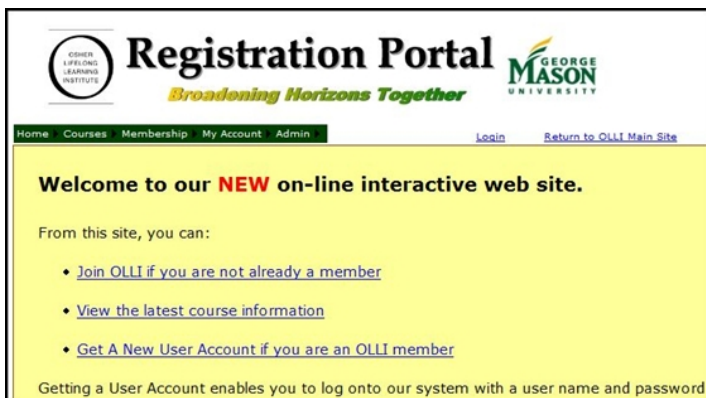 OSHER
LIFELONG
LEARNING
INSTITUTE
Registration Portal
Broadening Horizons Together
GEORGE
MASON
UNIVERSITY
Home Courses Membership My Account Admin
Login Return to OLLI Main Site
Welcome to our NEW on-line interactive web site.
From this site, you can:
• Join OLLI if you are not already a member
• View the latest course information
• Get A New User Account if you are an OLLI member
Getting a User Account enables you to log onto our system with a user name and password